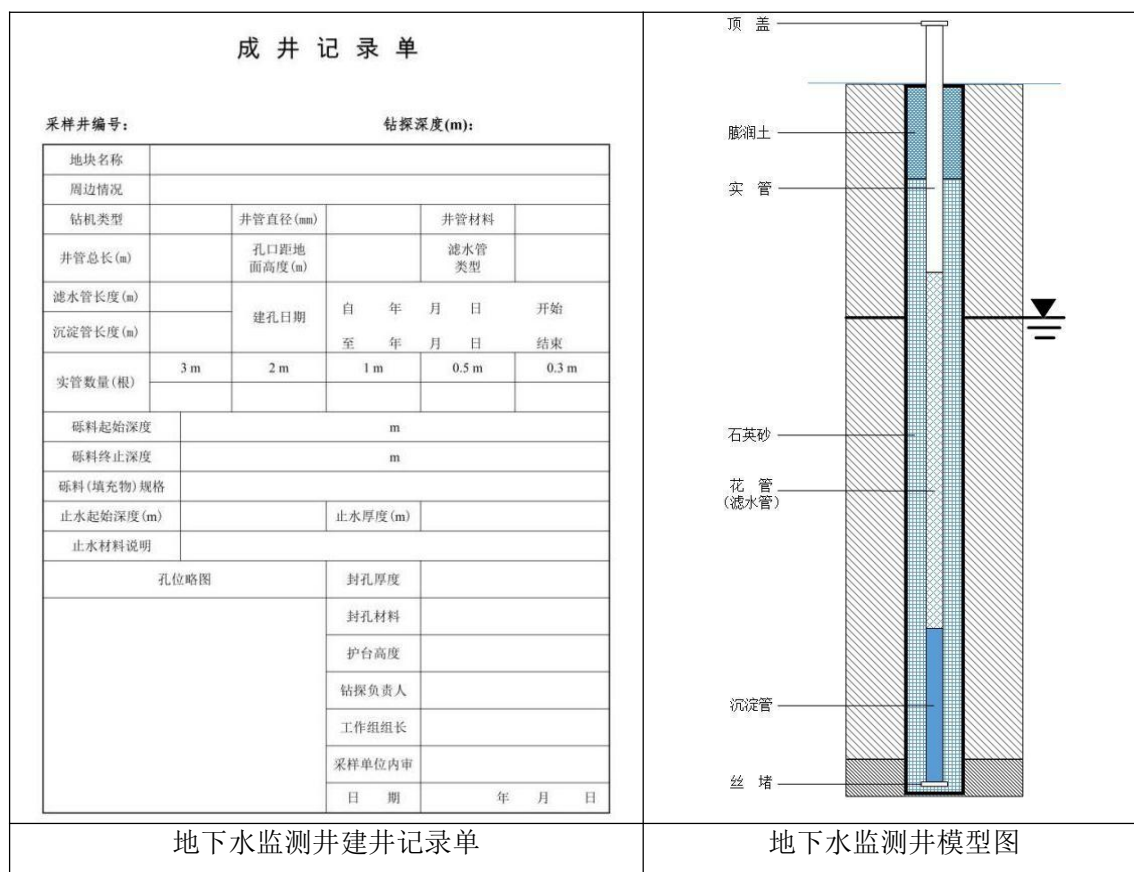 成井记录单
采样井编号： 钻探深度(m)：
地块名称
周边情况
钻机类型 井管直径(mm) 井管材料
井管总长(m) 孔口距地面高度(m) 滤水管类型
滤水管长度(m) 建孔日期 自 年 月 日 开始
沉淀管长度(m) 至 年 月 日 结束
实管数量(根) 3 m 2 m 1 m 0.5 m 0.3 m
砾料起始深度 m
砾料终止深度 m
砾料(填充物)规格
止水起始深度(m) 止水厚度(m)
止水材料说明
孔位略图 封孔厚度
封孔材料
护台高度
钻探负责人
工作组组长
采样单位内审
日 期 年 月 日
地下水监测井建井记录单
顶 盖
膨润土
实 管
石英砂
花 管
(滤水管)
沉淀管
丝 堵
地下水监测井模型图